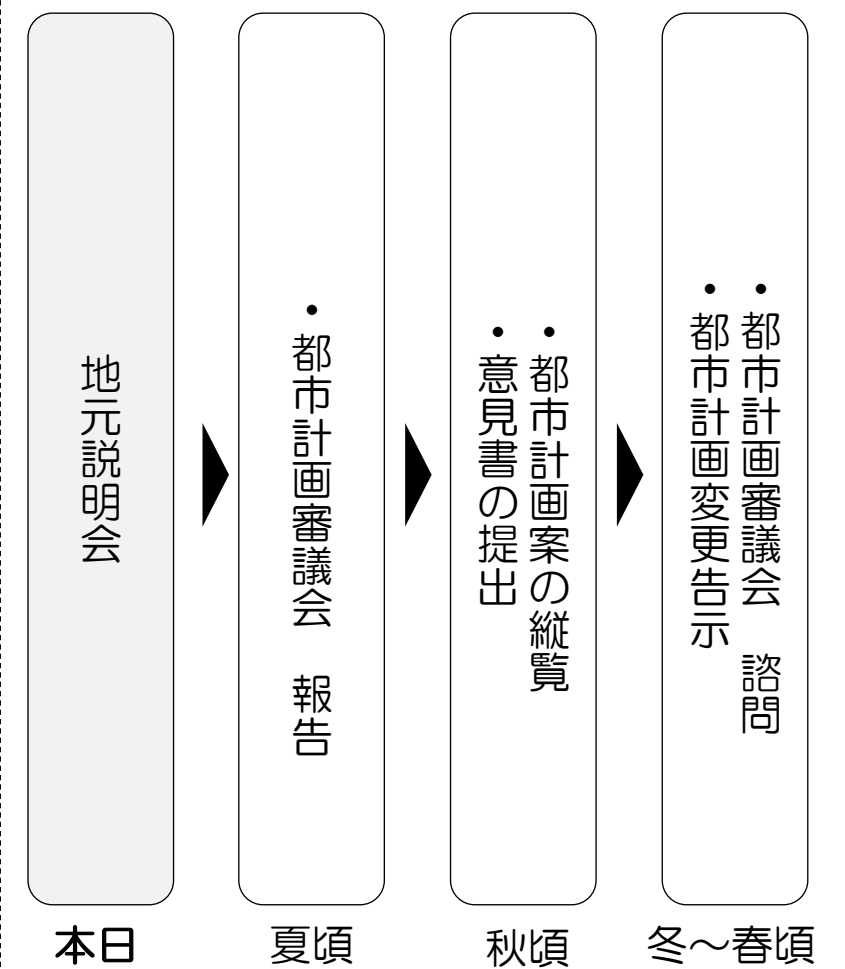 地元説明会
本日
・都市計画審議会　報告
夏頃
・都市計画案の縦覧
・意見書の提出
秋頃
・都市計画審議会　諮問
・都市計画変更告示
冬～春頃